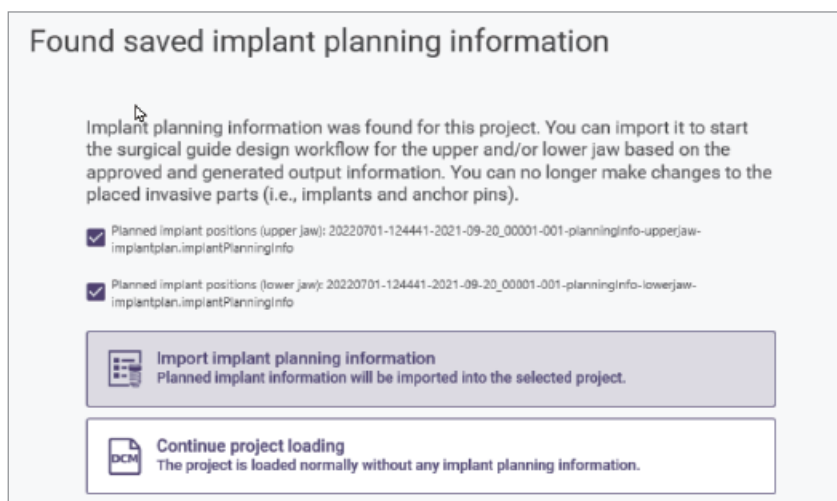 Found saved implant planning information
Implant planning information was found for this project. You can import it to start
the surgical guide design workflow for the upper and/or lower jaw based on the
approved and generated output information. You can no longer make changes to the
placed invasive parts (i.e., implants and anchor pins).
Planned implant positions (upper jaw): 20220701-124441-2021-09-20_00001-001-planningInfo-upperjaw-
implantplan.implantPlanningInfo
Planned implant positions (lower jaw): 20220701-124441-2021-09-20_00001-001-planningInfo-lowerjaw-
implantplan.implantPlanningInfo
Import implant planning information
Planned implant information will be imported into the selected project.
DCM
Continue project loading
The project is loaded normally without any implant planning information.